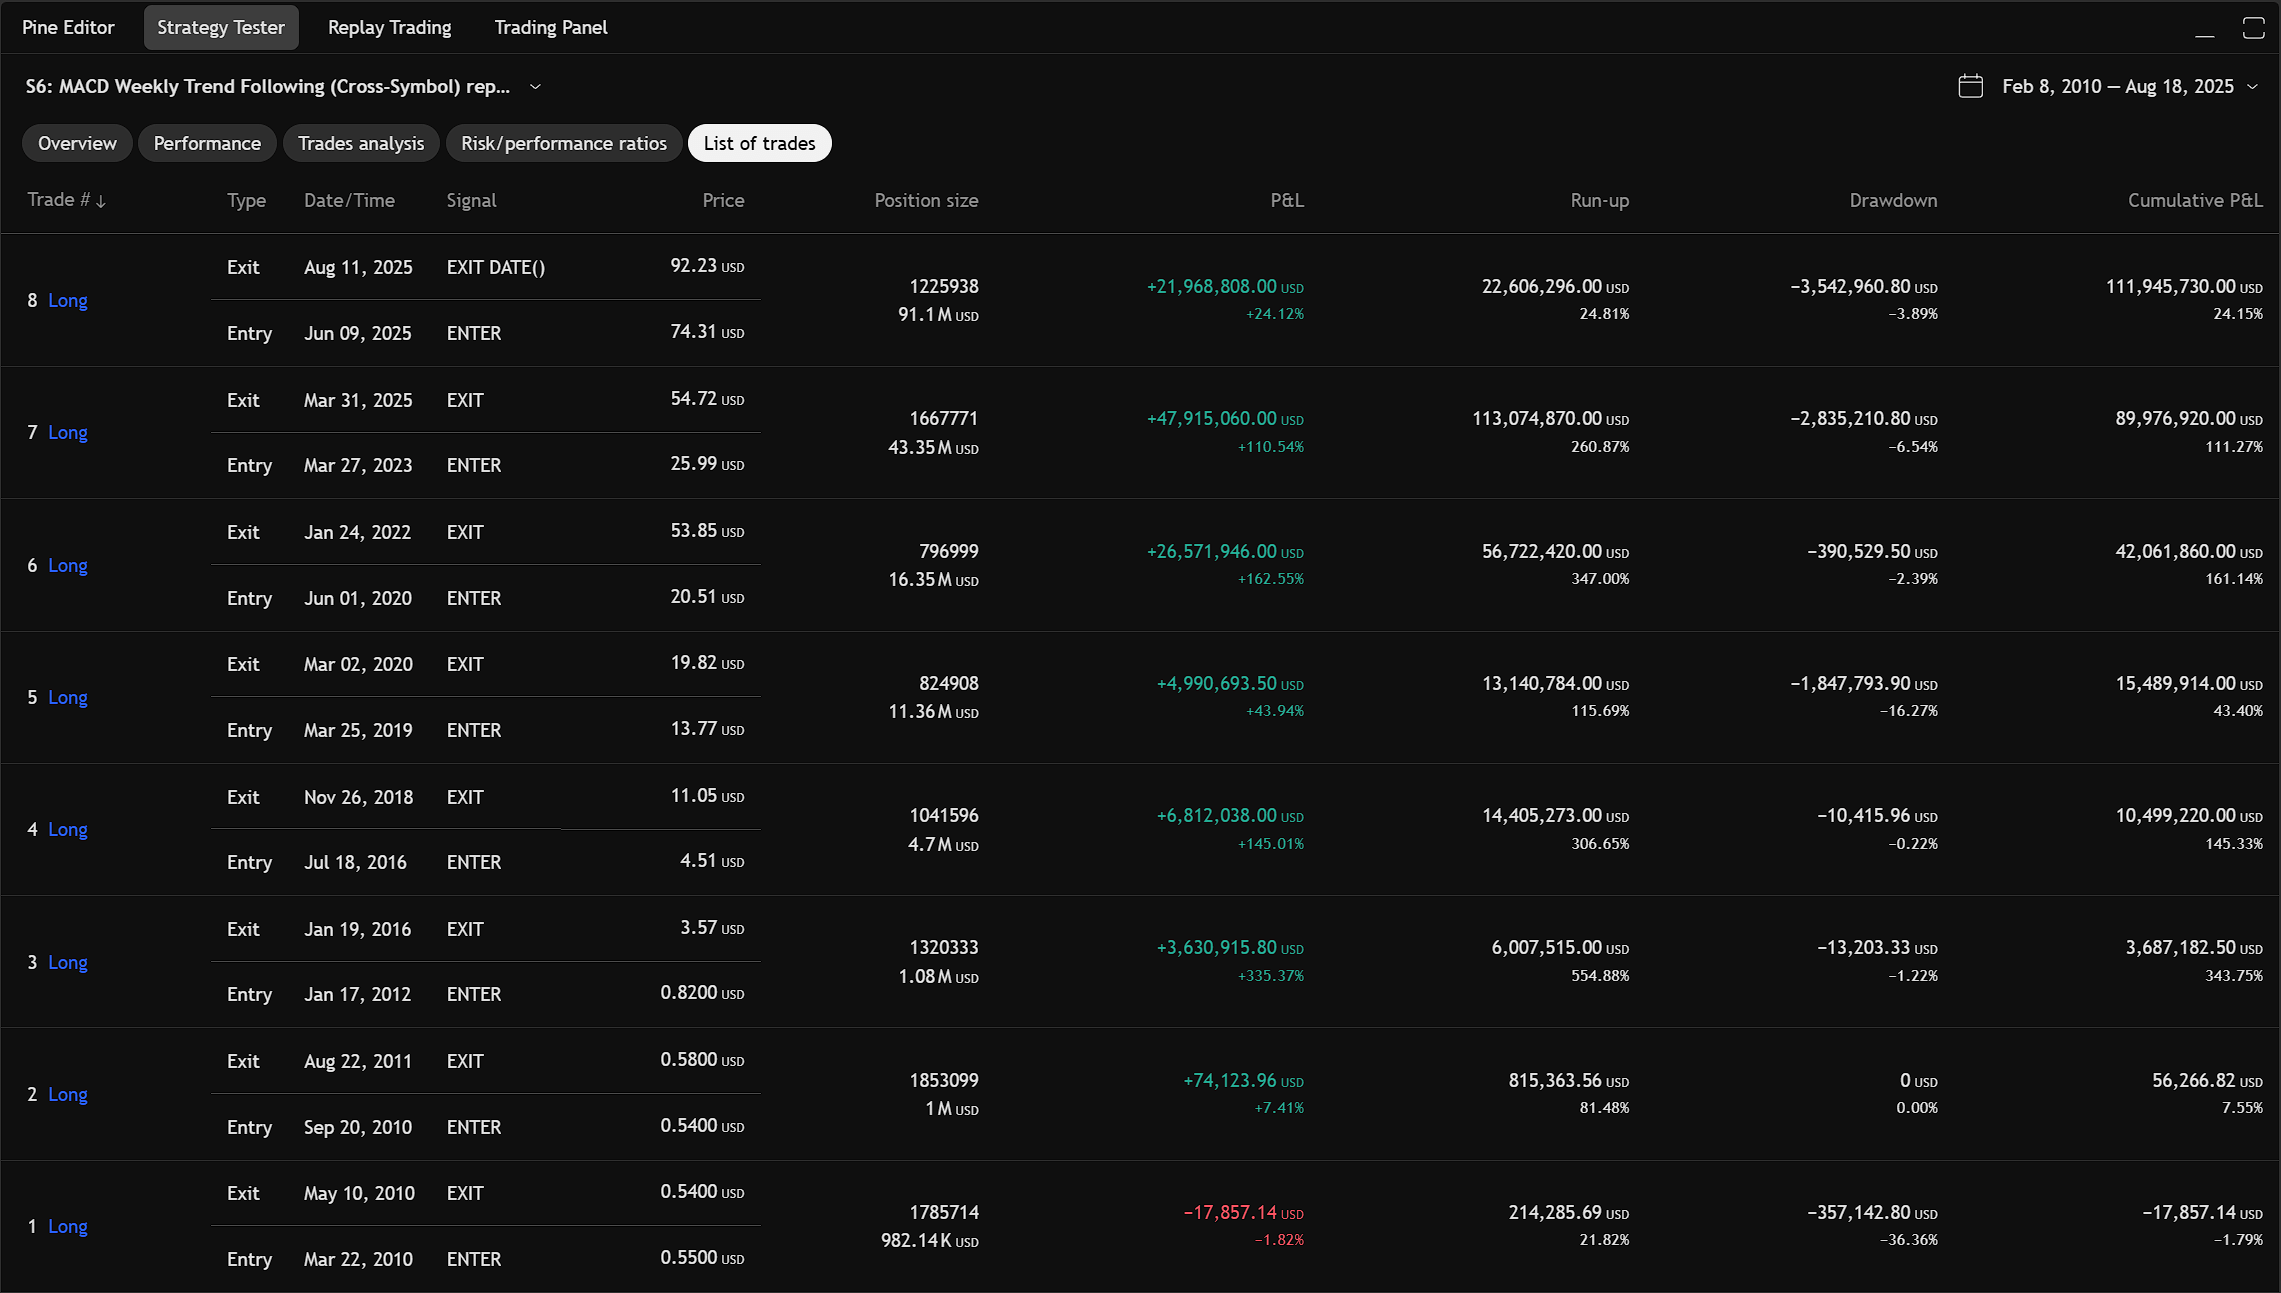 Pine Editor Strategy Tester Replay Trading Trading Panel
S6: MACD Weekly Trend Following (Cross-Symbol) rep... Feb 8, 2010 — Aug 18, 2025
Overview Performance Trades analysis Risk/performance ratios List of trades
Trade # ↓ Type Date/Time Signal Price Position size P&L Run-up Drawdown Cumulative P&L
Exit Aug 11, 2025 EXIT DATE() 92.23 USD
8 Long 1225938 +21,968,808.00 USD 22,606,296.00 USD −3,542,960.80 USD 111,945,730.00 USD
91.1 M USD +24.12% 24.81% −3.89% 24.15%
Entry Jun 09, 2025 ENTER 74.31 USD
Exit Mar 31, 2025 EXIT 54.72 USD
7 Long 1667771 +47,915,060.00 USD 113,074,870.00 USD −2,835,210.80 USD 89,976,920.00 USD
43.35 M USD +110.54% 260.87% −6.54% 111.27%
Entry Mar 27, 2023 ENTER 25.99 USD
Exit Jan 24, 2022 EXIT 53.85 USD
6 Long 796999 +26,571,946.00 USD 56,722,420.00 USD −390,529.50 USD 42,061,860.00 USD
16.35 M USD +162.55% 347.00% −2.39% 161.14%
Entry Jun 01, 2020 ENTER 20.51 USD
Exit Mar 02, 2020 EXIT 19.82 USD
5 Long 824908 +4,990,693.50 USD 13,140,784.00 USD −1,847,793.90 USD 15,489,914.00 USD
11.36 M USD +43.94% 115.69% −16.27% 43.40%
Entry Mar 25, 2019 ENTER 13.77 USD
Exit Nov 26, 2018 EXIT 11.05 USD
4 Long 1041596 +6,812,038.00 USD 14,405,273.00 USD −10,415.96 USD 10,499,220.00 USD
4.7 M USD +145.01% 306.65% −0.22% 145.33%
Entry Jul 18, 2016 ENTER 4.51 USD
Exit Jan 19, 2016 EXIT 3.57 USD
3 Long 1320333 +3,630,915.80 USD 6,007,515.00 USD −13,203.33 USD 3,687,182.50 USD
1.08 M USD +335.37% 554.88% −1.22% 343.75%
Entry Jan 17, 2012 ENTER 0.8200 USD
Exit Aug 22, 2011 EXIT 0.5800 USD
2 Long 1853099 +74,123.96 USD 815,363.56 USD 0 USD 56,266.82 USD
1 M USD +7.41% 81.48% 0.00% 7.55%
Entry Sep 20, 2010 ENTER 0.5400 USD
Exit May 10, 2010 EXIT 0.5400 USD
1 Long 1785714 −17,857.14 USD 214,285.69 USD −357,142.80 USD −17,857.14 USD
982.14 K USD −1.82% 21.82% −36.36% −1.79%
Entry Mar 22, 2010 ENTER 0.5500 USD